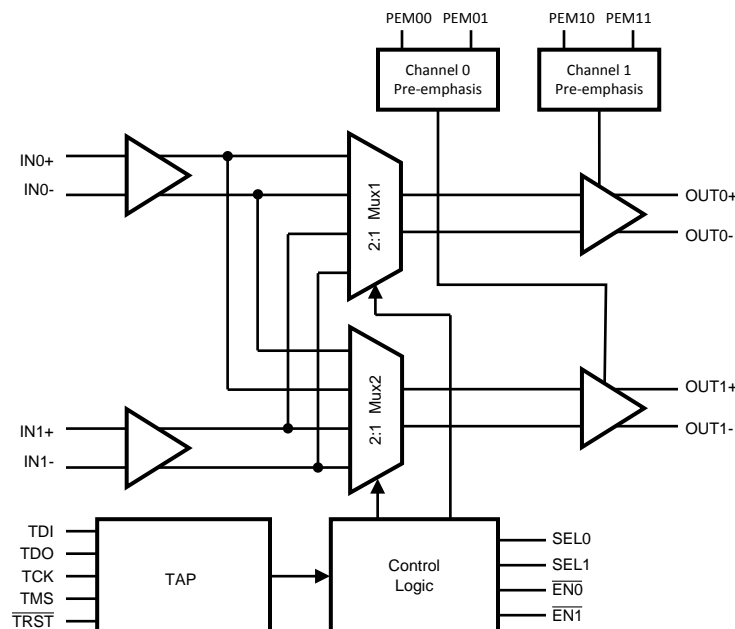 PEM00 PEM01 PEM10 PEM11
Channel 0
Pre-emphasis
Channel 1
Pre-emphasis
IN0+
IN0-
2:1 Mux1
OUT0+
OUT0-
IN1+
IN1-
2:1 Mux2
OUT1+
OUT1-
TDI
TDO
TCK
TMS
TRST
TAP
Control
Logic
SEL0
SEL1
EN0
EN1